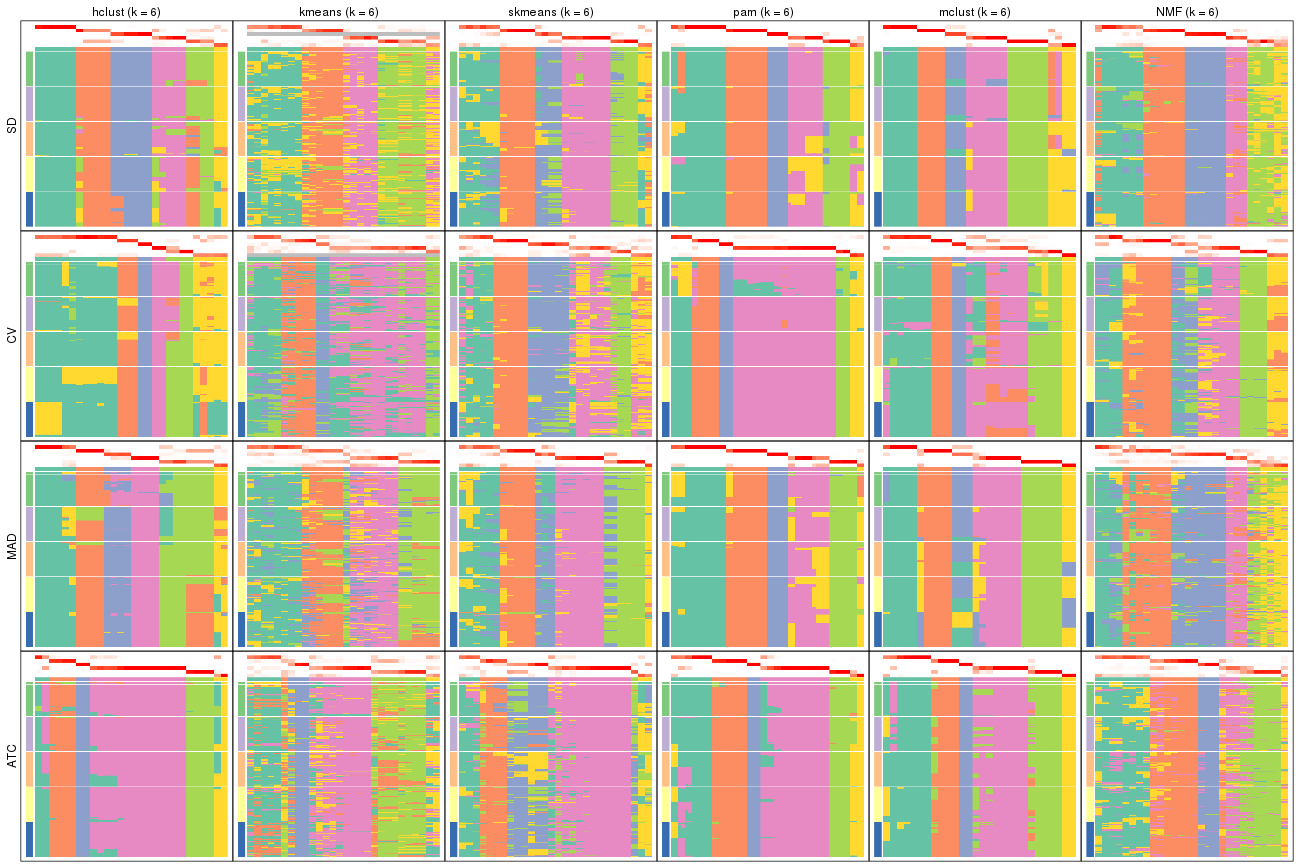 hclust (k = 6)
kmeans (k = 6)
skmeans (k = 6)
pam (k = 6)
mclust (k = 6)
NMF (k = 6)
SD
CV
MAD
ATC